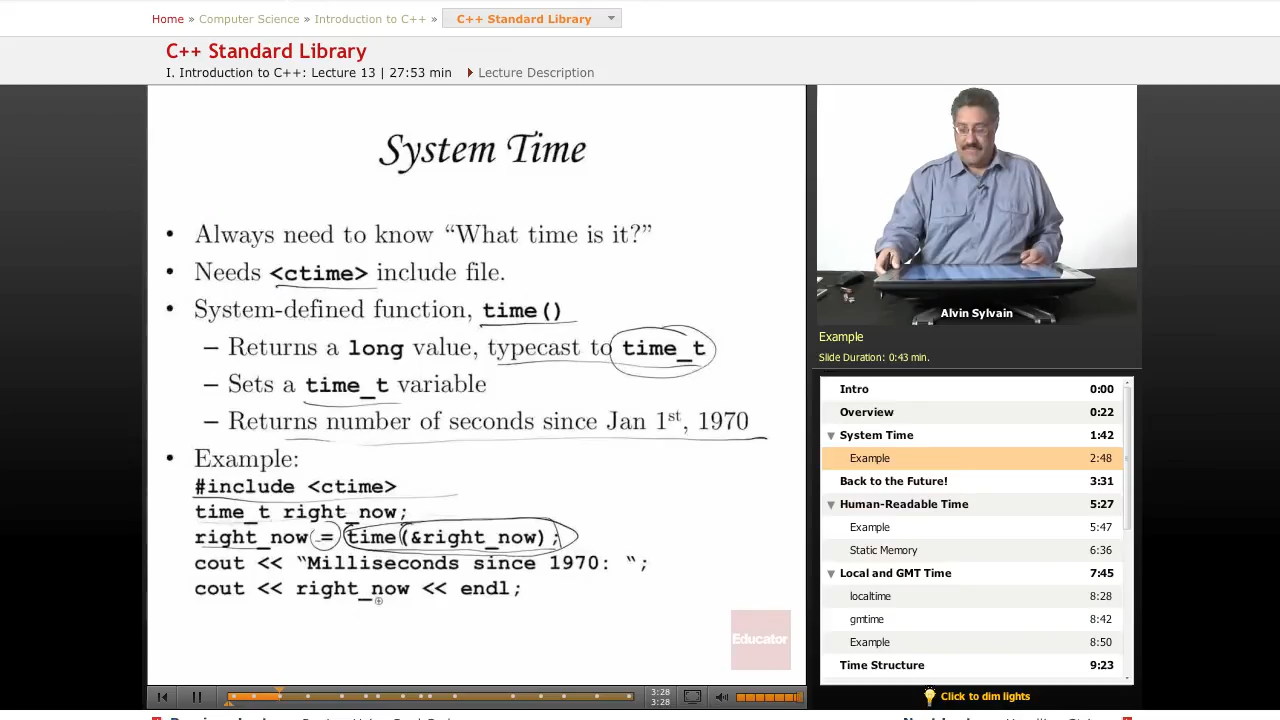 Home » Computer Science » Introduction to C++ » C++ Standard Library
C++ Standard Library
I. Introduction to C++: Lecture 13 | 27:53 min Lecture Description
System Time
• Always need to know “What time is it?”
• Needs <ctime> include file.
• System-defined function, time()
– Returns a long value, typecast to time_t
– Sets a time_t variable
– Returns number of seconds since Jan 1st, 1970
• Example:
#include <ctime>
time_t right_now;
right_now = time(&right_now);
cout << “Milliseconds since 1970: “;
cout << right_now << endl;
Educator
3:28
3:28
Alvin Sylvain
Example
Slide Duration: 0:43 min.
Intro 0:00
Overview 0:22
System Time 1:42
Example 2:48
Back to the Future! 3:31
Human-Readable Time 5:27
Example 5:47
Static Memory 6:36
Local and GMT Time 7:45
localtime 8:28
gmtime 8:42
Example 8:50
Time Structure 9:23
Click to dim lights